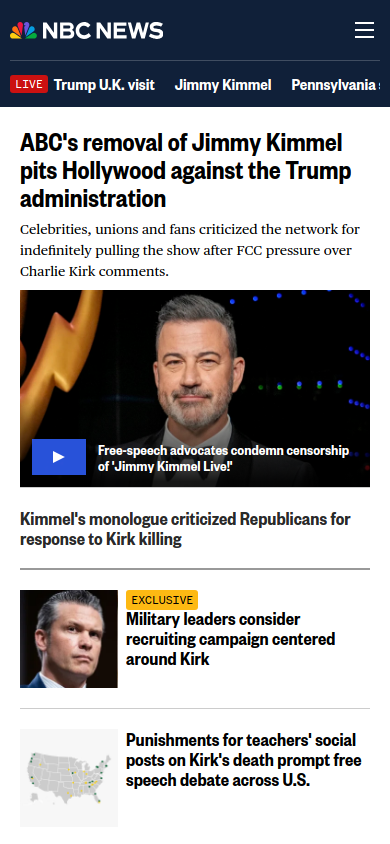 NBC NEWS
LIVE Trump U.K. visit Jimmy Kimmel Pennsylvania
ABC's removal of Jimmy Kimmel
pits Hollywood against the Trump
administration
Celebrities, unions and fans criticized the network for
indefinitely pulling the show after FCC pressure over
Charlie Kirk comments.
Free-speech advocates condemn censorship
of 'Jimmy Kimmel Live!'
Kimmel's monologue criticized Republicans for
response to Kirk killing
EXCLUSIVE
Military leaders consider
recruiting campaign centered
around Kirk
Punishments for teachers' social
posts on Kirk's death prompt free
speech debate across U.S.